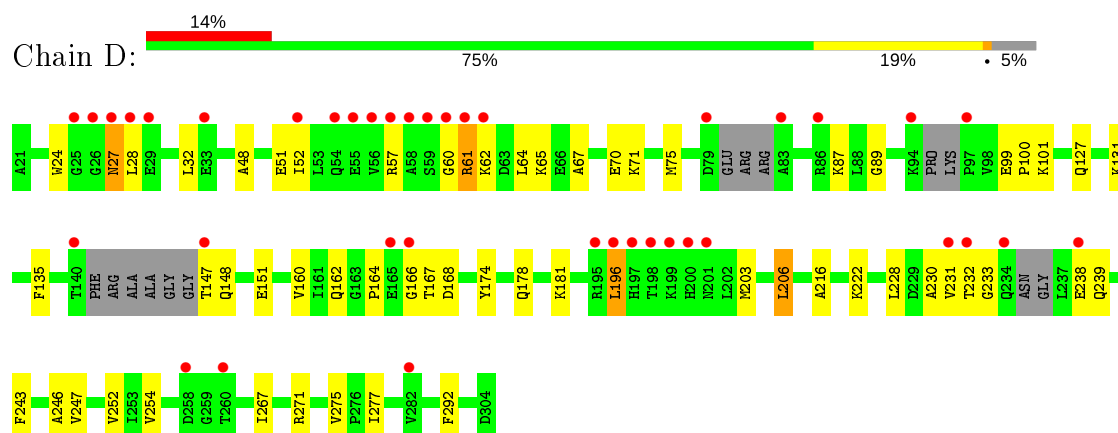 14%
Chain D:
75% 19% • 5%
A21 W24 G25 G26 N27 L28 E29 L32 E33 A48 E51 I52 L53 Q54 E55 V56 R57 A58 S59 G60 R61 K62 D63 L64 K65 E66 A67 E70 K71 M75 D79 GLU ARG ARG A83 R86 K87 L88 G89 K94 PRO LYS P97 V98 E99 P100 K101 Q127 K131
F135 T140 PHE ARG ALA ALA GLY GLY T147 Q148 E151 V160 I161 Q162 G163 P164 E165 G166 T167 D168 Y174 Q178 K181 R195 L196 H197 T198 K199 H200 N201 L202 M203 L206 A216 K222 L228 D229 A230 V231 T232 G233 Q234 ASN GLY L237 E238 Q239
F243 A246 V247 V252 I253 V254 D258 G259 T260 I267 R271 V275 P276 I277 V282 F292 D304